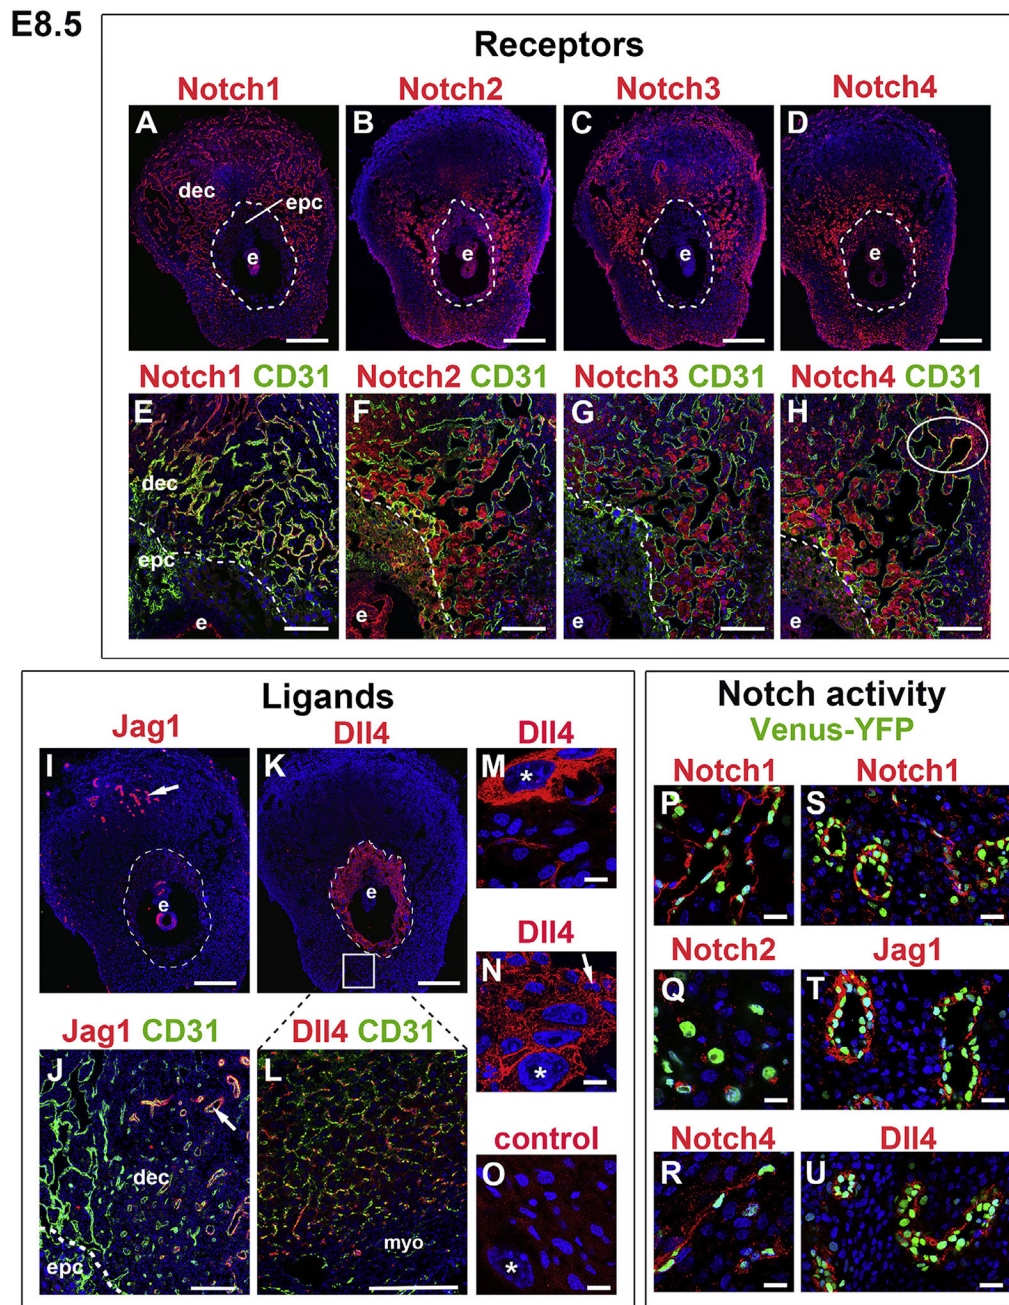 E8.5
Receptors
Notch1 Notch2 Notch3 Notch4
A B C D
dec epc e e e e
Notch1 CD31 Notch2 CD31 Notch3 CD31 Notch4 CD31
E F G H
dec
epc
e e e e
Ligands
Jag1 Dll4 Dll4
I K M
*
e e
Dll4
N
*
Jag1 CD31 Dll4 CD31
J L
dec
epc
myo
control
O
*
Notch activity
Venus-YFP
Notch1 Notch1
P S
Notch2 Jag1
Q T
Notch4 Dll4
R U